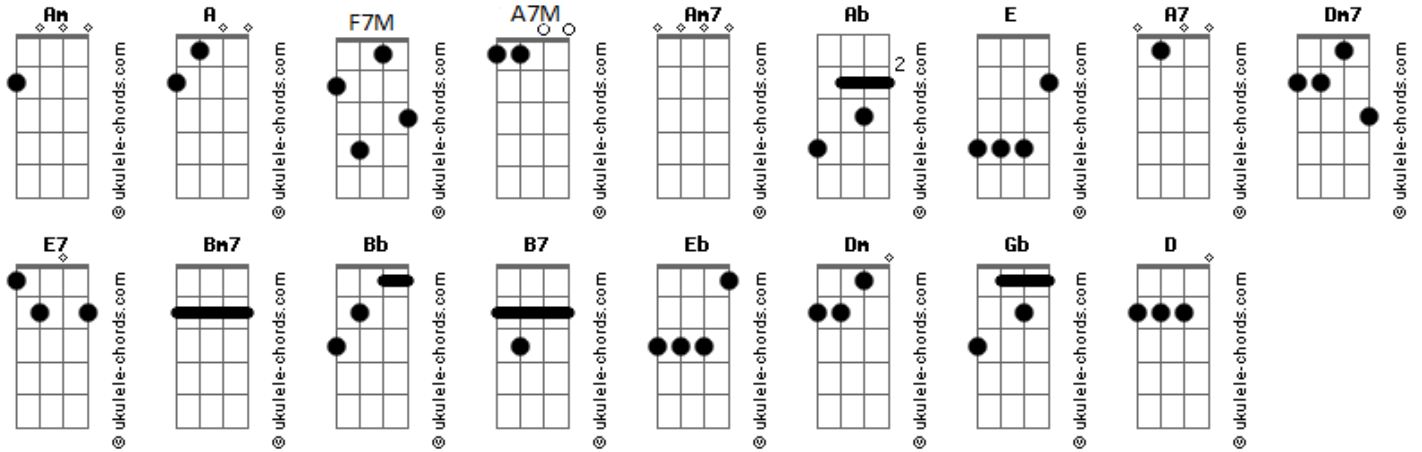 Am A F7M A7M Am7 Ab E A7 Dm7
2
© ukulele-chords.com © ukulele-chords.com © ukulele-chords.com © ukulele-chords.com © ukulele-chords.com © ukulele-chords.com © ukulele-chords.com © ukulele-chords.com © ukulele-chords.com
E7 Bm7 Bb B7 Eb Dm Gb D
© ukulele-chords.com © ukulele-chords.com © ukulele-chords.com © ukulele-chords.com © ukulele-chords.com © ukulele-chords.com © ukulele-chords.com © ukulele-chords.com